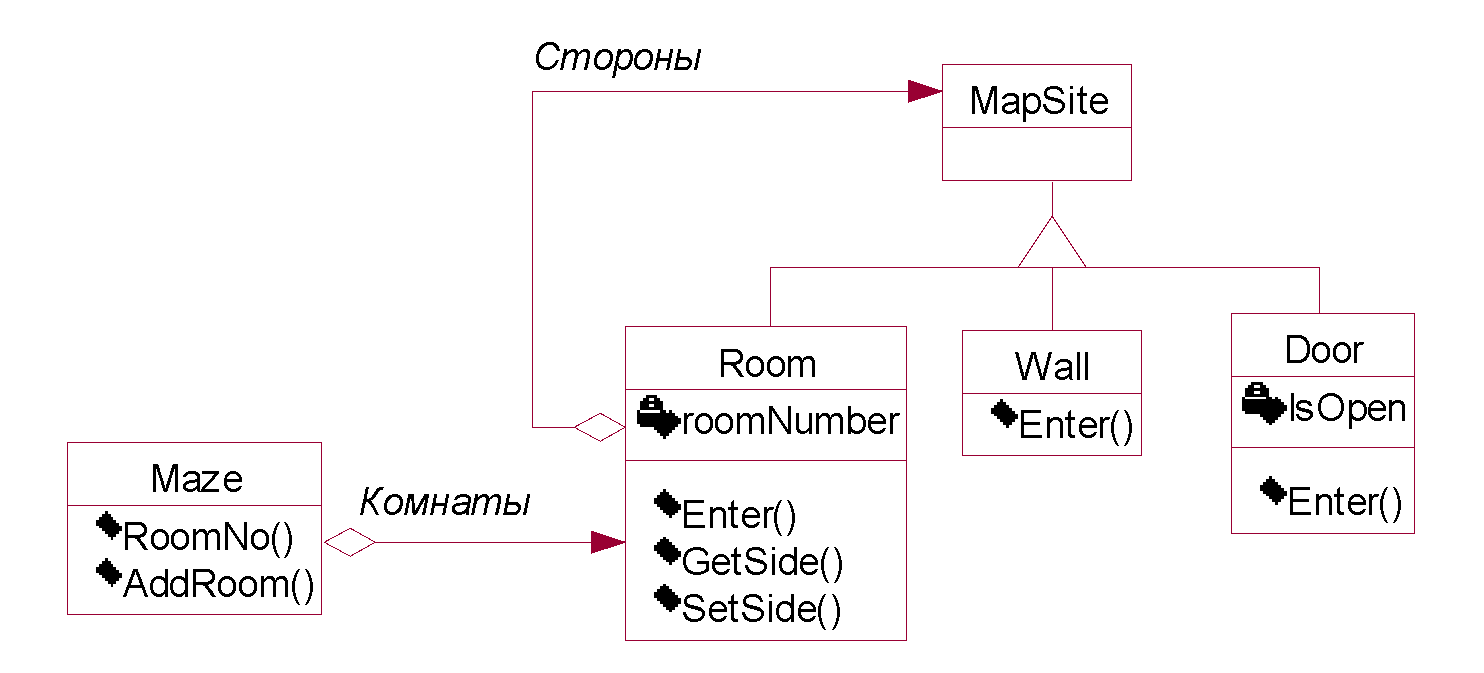 Стороны
MapSite
Room
roomNumber
Enter()
GetSide()
SetSide()
Wall
Enter()
Door
IsOpen
Enter()
Maze
RoomNo()
AddRoom()
Комнаты